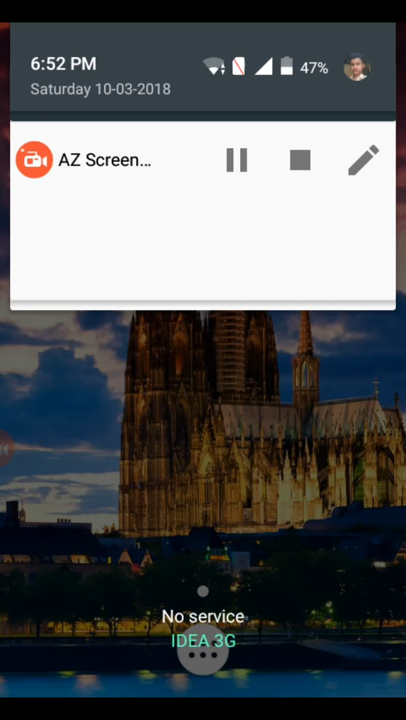 6:52 PM
47%
Saturday 10-03-2018
AZ Screen...
No service
IDEA 3G